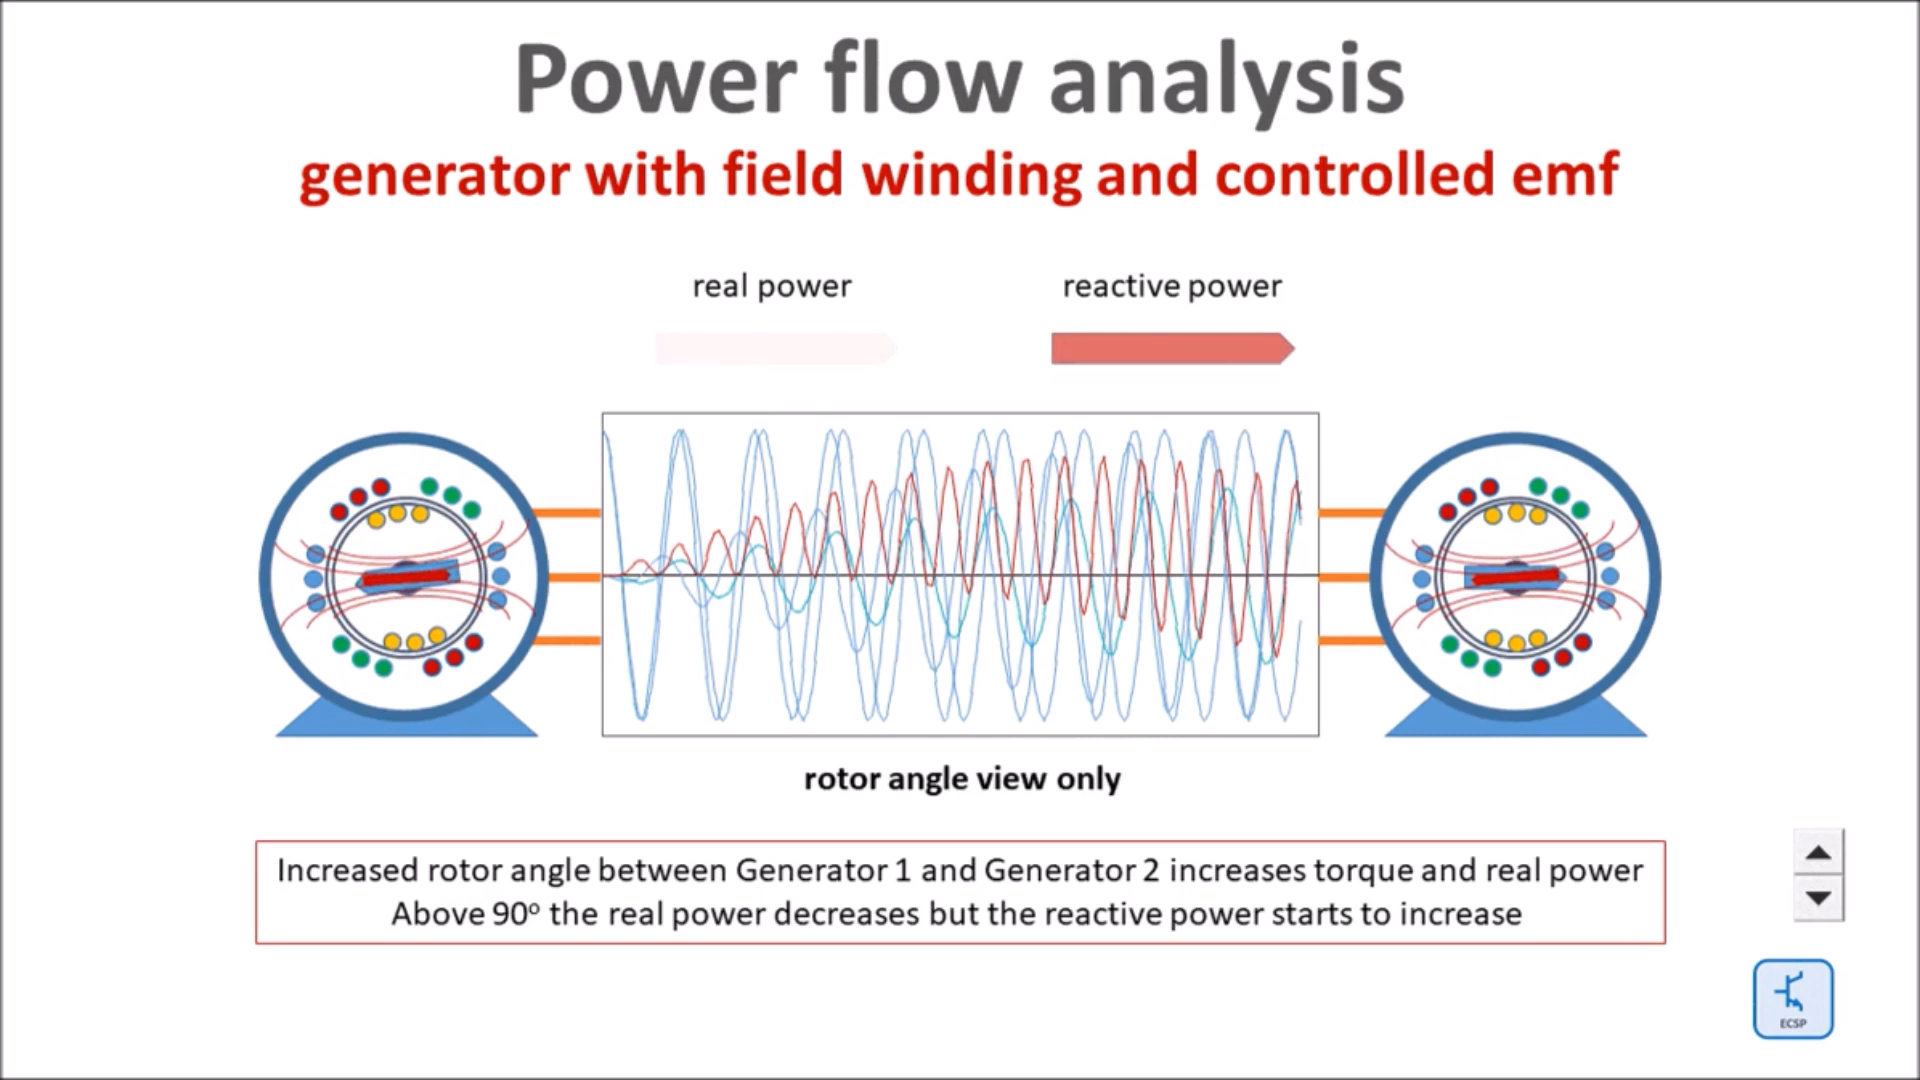 Power flow analysis
generator with field winding and controlled emf
real power
reactive power
rotor angle view only
Increased rotor angle between Generator 1 and Generator 2 increases torque and real power
Above 90º the real power decreases but the reactive power starts to increase
ECSP